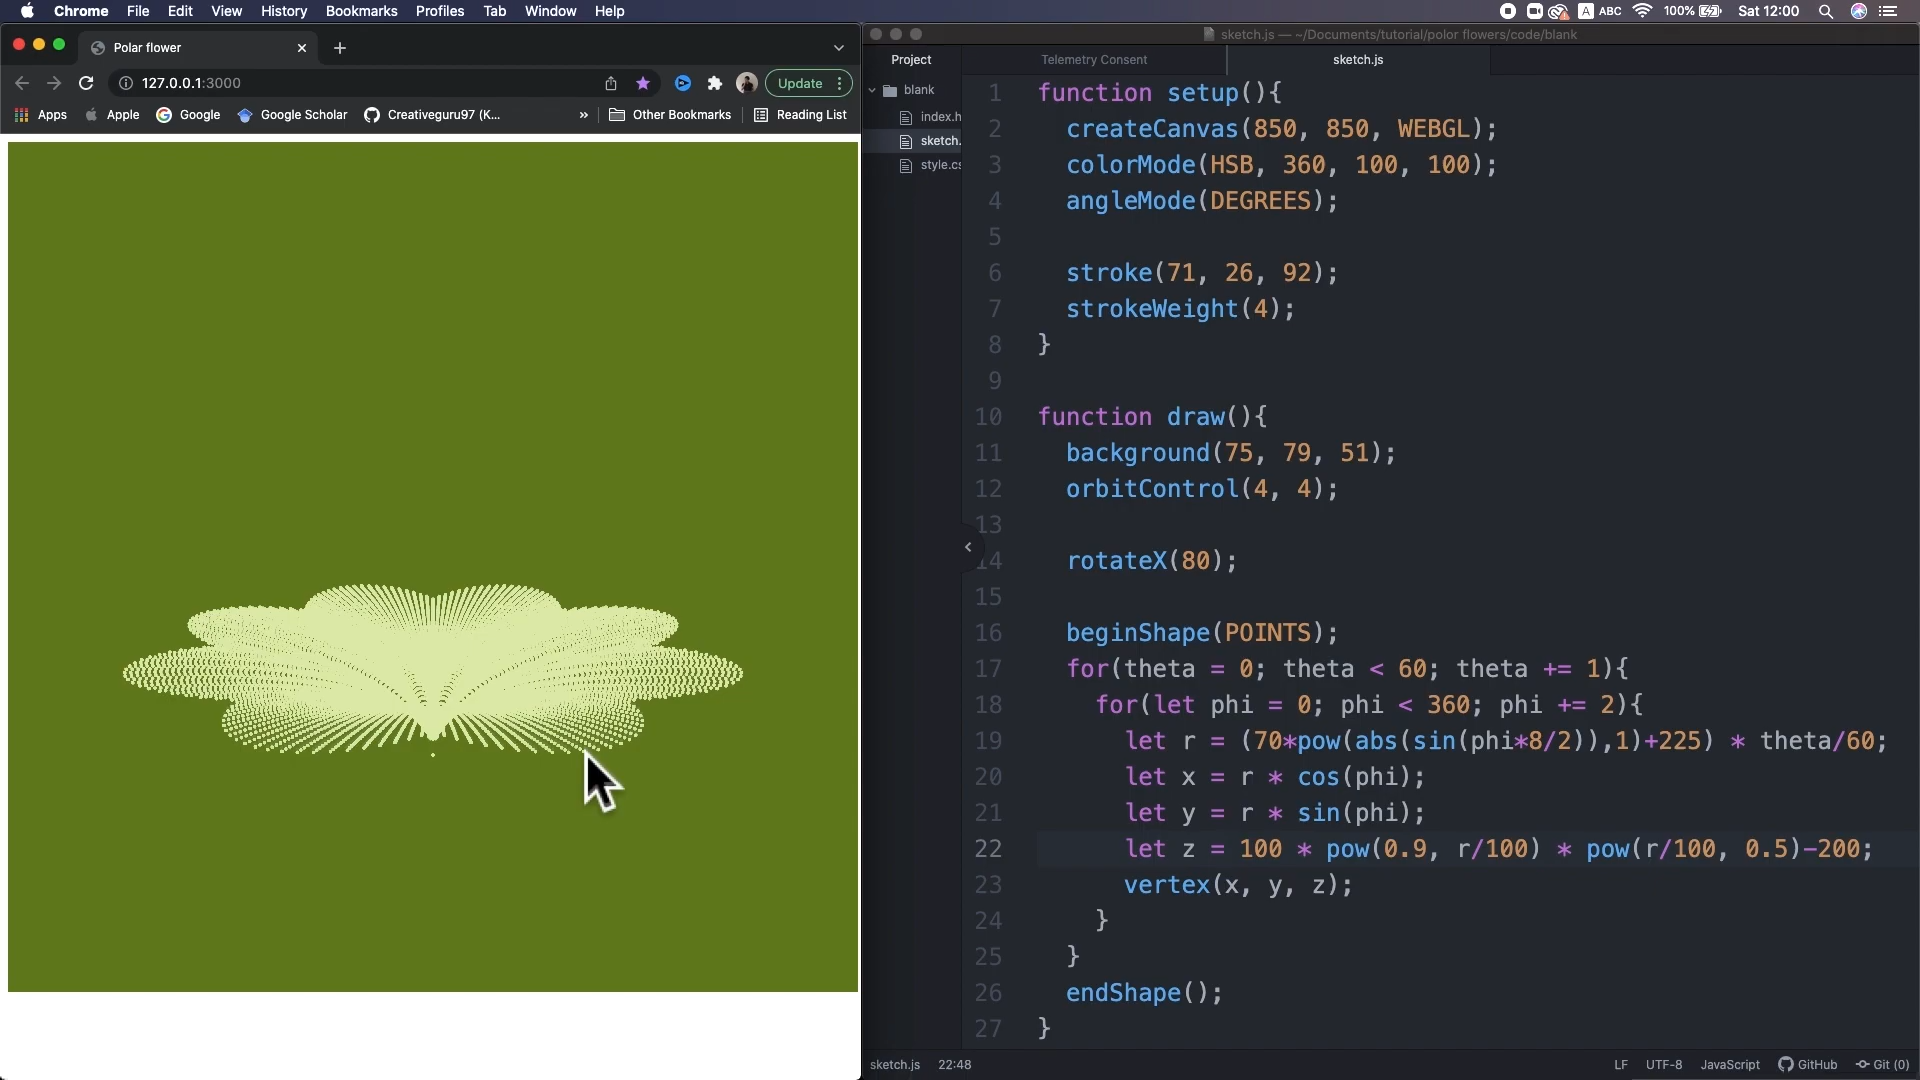 Chrome File Edit View History Bookmarks Profiles Tab Window Help
A ABC 100% Sat 12:00
Polar flower
127.0.0.1:3000
Update
Apps Apple Google Google Scholar Creativeguru97 (K... » Other Bookmarks Reading List
sketch.js — ~/Documents/tutorial/polor flowers/code/blank
Project
Telemetry Consent
sketch.js
blank
index.h
sketch.
style.cs
1 function setup(){
2 createCanvas(850, 850, WEBGL);
3 colorMode(HSB, 360, 100, 100);
4 angleMode(DEGREES);
5
6 stroke(71, 26, 92);
7 strokeWeight(4);
8 }
9
10 function draw(){
11 background(75, 79, 51);
12 orbitControl(4, 4);
13
14 rotateX(80);
15
16 beginShape(POINTS);
17 for(theta = 0; theta < 60; theta += 1){
18 for(let phi = 0; phi < 360; phi += 2){
19 let r = (70*pow(abs(sin(phi*8/2)),1)+225) * theta/60;
20 let x = r * cos(phi);
21 let y = r * sin(phi);
22 let z = 100 * pow(0.9, r/100) * pow(r/100, 0.5)-200;
23 vertex(x, y, z);
24 }
25 }
26 endShape();
27 }
sketch.js 22:48
LF UTF-8 JavaScript GitHub Git (0)